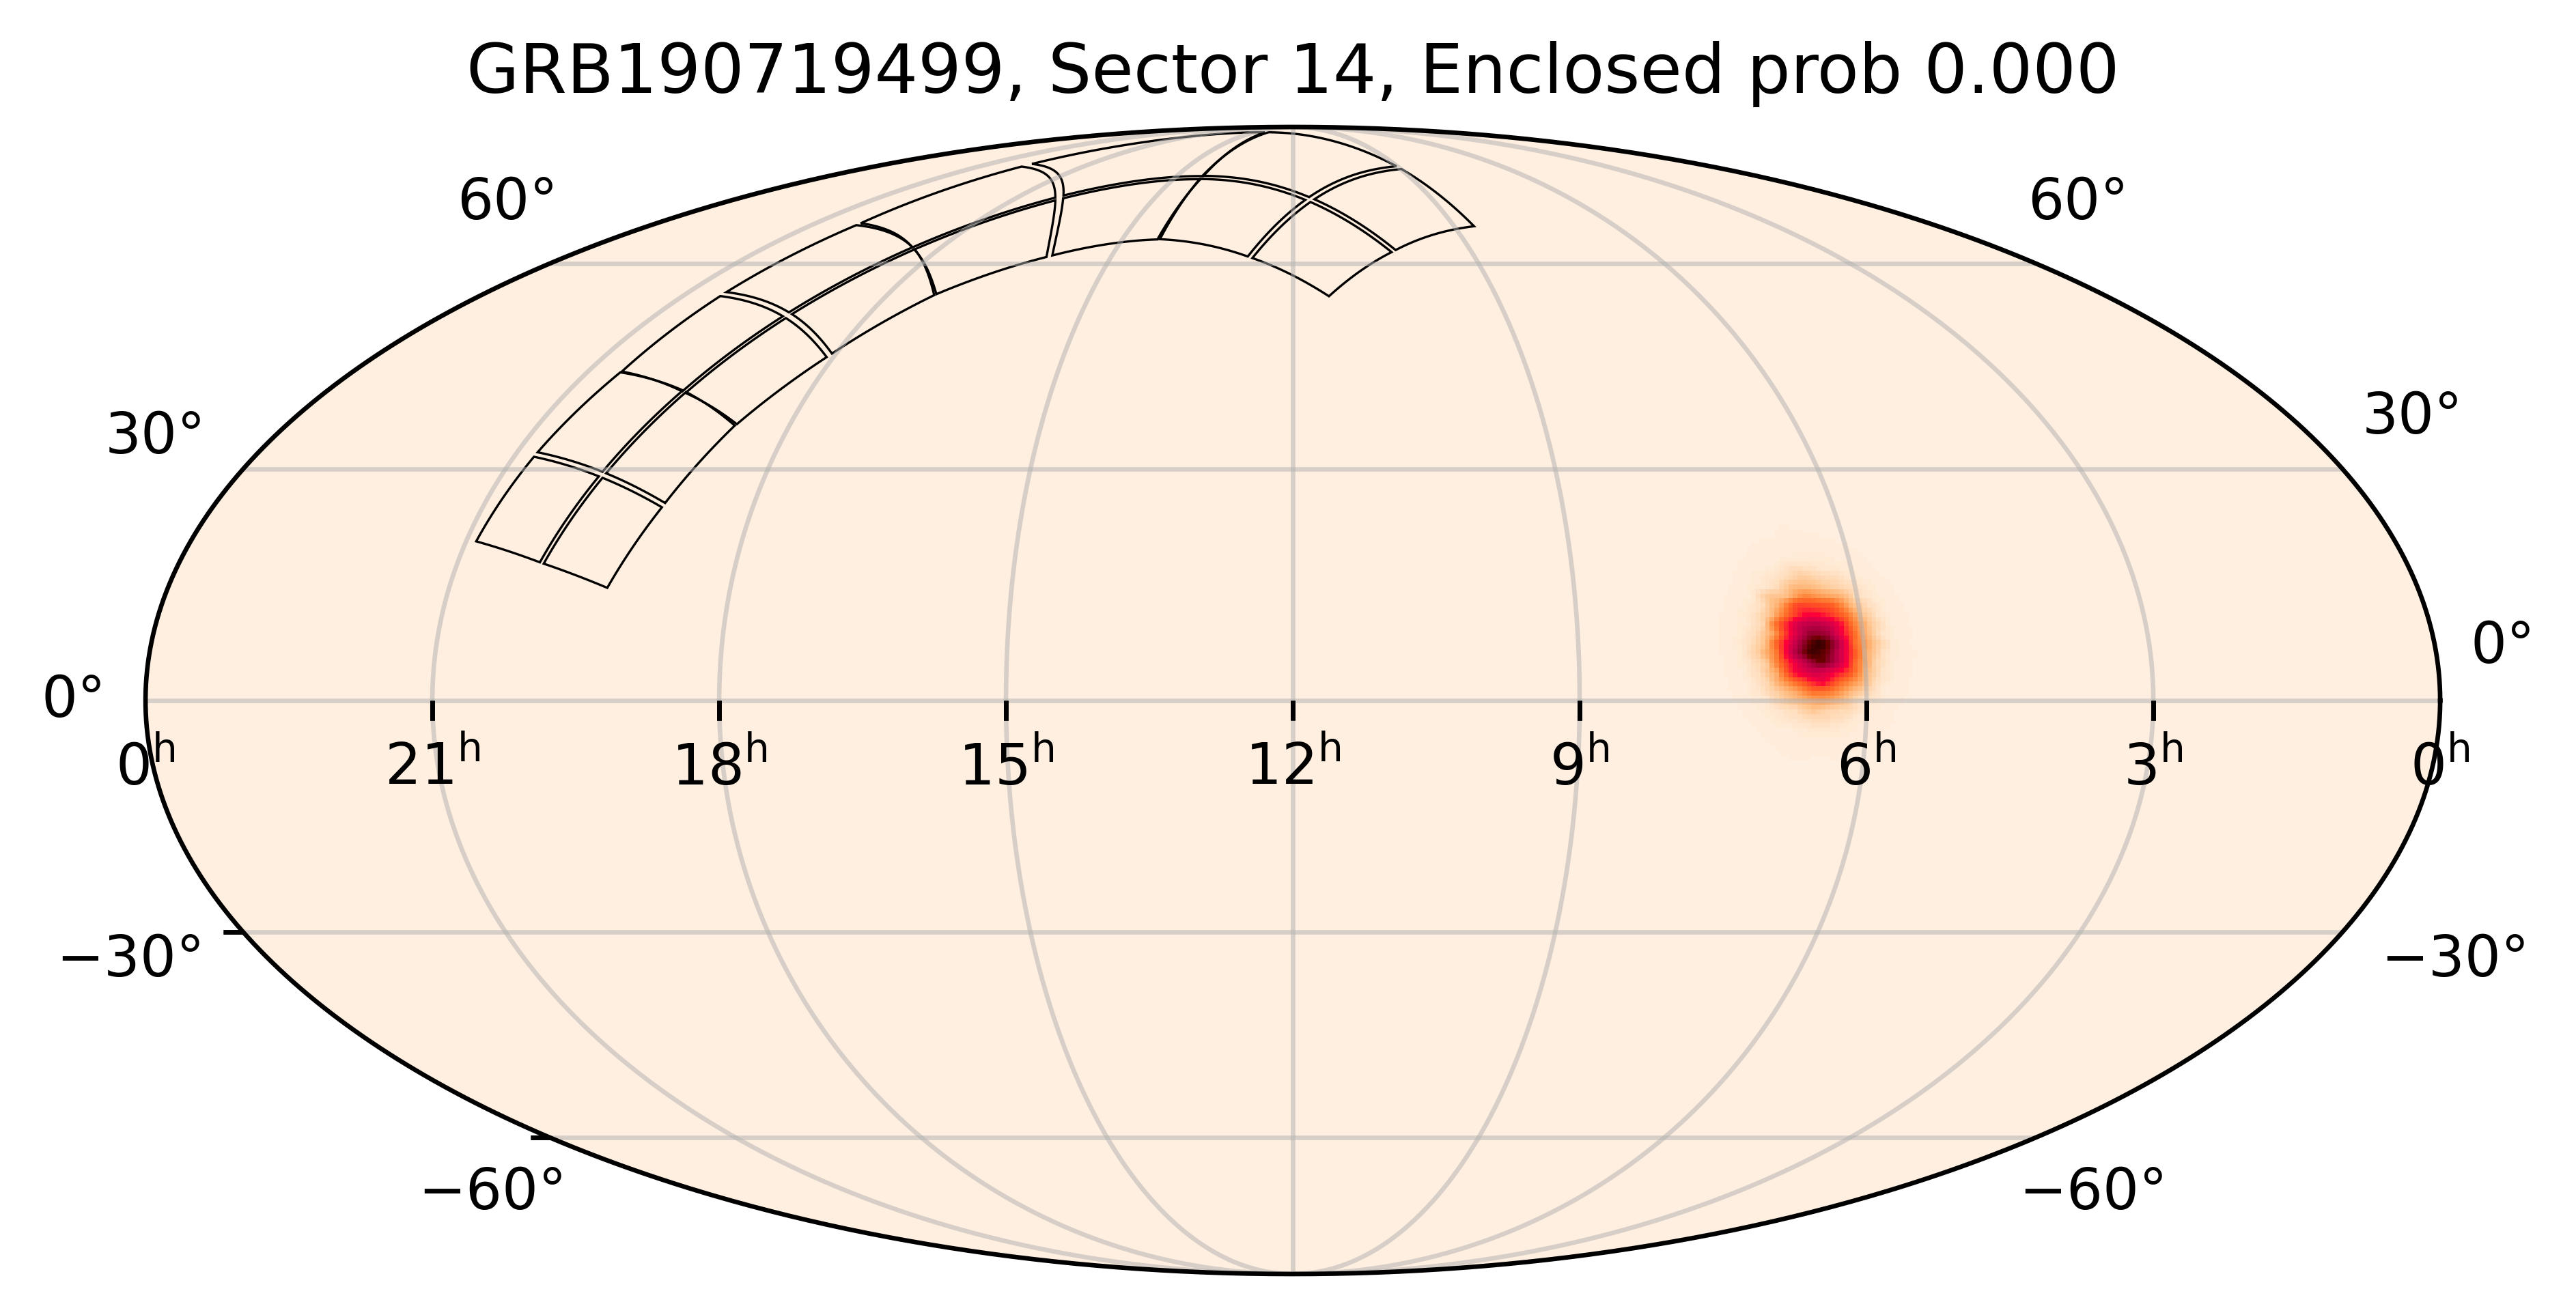 GRB190719499, Sector 14, Enclosed prob 0.000
60° 60°
30° 30°
0° 0°
0ʰ 21ʰ 18ʰ 15ʰ 12ʰ 9ʰ 6ʰ 3ʰ 0ʰ
−30° −30°
−60° −60°